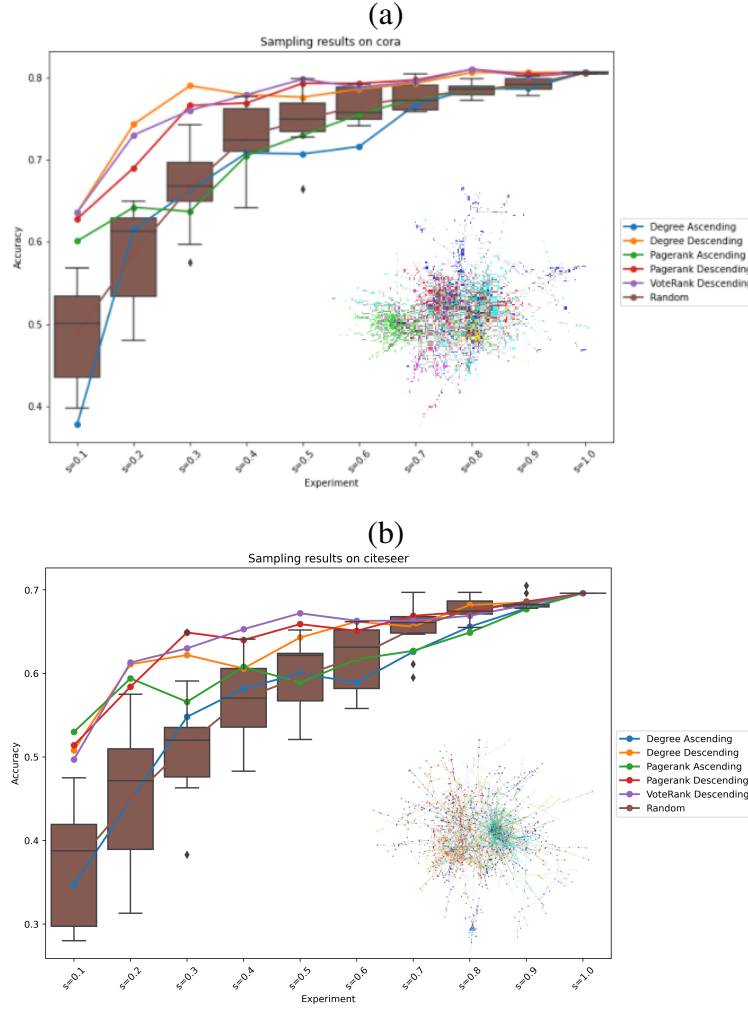 (a)
Sampling results on cora
Accuracy
0.8
0.7
0.6
0.5
0.4
s=0.1
s=0.2
s=0.3
s=0.4
s=0.5
s=0.6
s=0.7
s=0.8
s=0.9
s=1.0
Experiment
Degree Ascending
Degree Descending
Pagerank Ascending
Pagerank Descending
VoteRank Descending
Random
(b)
Sampling results on citeseer
Accuracy
0.7
0.6
0.5
0.4
0.3
s=0.1
s=0.2
s=0.3
s=0.4
s=0.5
s=0.6
s=0.7
s=0.8
s=0.9
s=1.0
Experiment
Degree Ascending
Degree Descending
Pagerank Ascending
Pagerank Descending
VoteRank Descending
Random